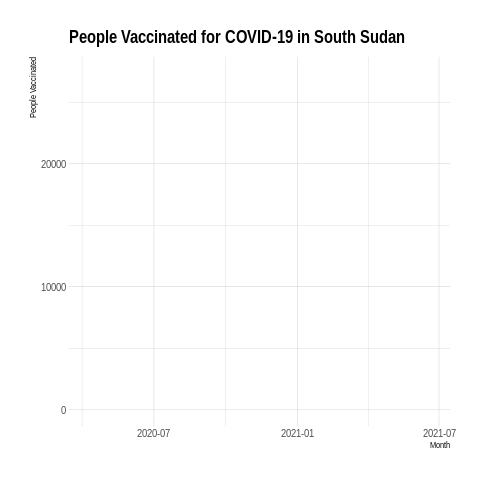 People Vaccinated for COVID-19 in South Sudan
People Vaccinated
20000
10000
0
2020-07
2021-01
2021-07
Month